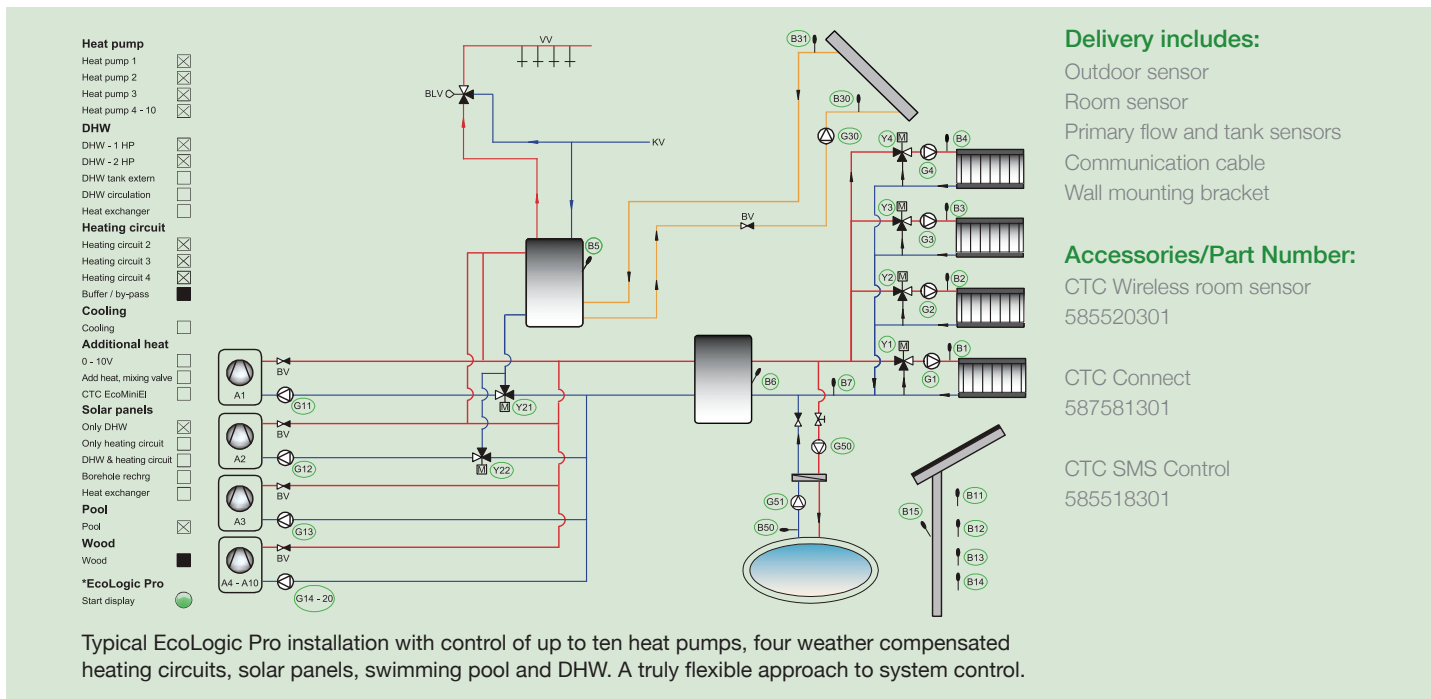 Heat pump
Heat pump 1
Heat pump 2
Heat pump 3
Heat pump 4 - 10
DHW
DHW - 1 HP
DHW - 2 HP
DHW tank extern
DHW circulation
Heat exchanger
Heating circuit
Heating circuit 2
Heating circuit 3
Heating circuit 4
Buffer / by-pass
Cooling
Cooling
Additional heat
0 - 10V
Add heat, mixing valve
CTC EcoMiniEl
Solar panels
Only DHW
Only heating circuit
DHW & heating circuit
Borehole rechrg
Heat exchanger
Pool
Pool
Wood
Wood
*EcoLogic Pro
Start display
VV
BLV
KV
B31
B30
G30
BV
B5
Y4
M
B4
G4
Y3
M
B3
G3
Y2
M
B2
G2
Y1
M
B1
G1
B6
B7
A1
BV
G11
M
Y21
A2
BV
G12
M
Y22
A3
BV
G13
A4 - A10
BV
G14 - 20
G50
G51
B50
B15
B11
B12
B13
B14
Delivery includes:
Outdoor sensor
Room sensor
Primary flow and tank sensors
Communication cable
Wall mounting bracket
Accessories/Part Number:
CTC Wireless room sensor
585520301
CTC Connect
587581301
CTC SMS Control
585518301
Typical EcoLogic Pro installation with control of up to ten heat pumps, four weather compensated
heating circuits, solar panels, swimming pool and DHW. A truly flexible approach to system control.